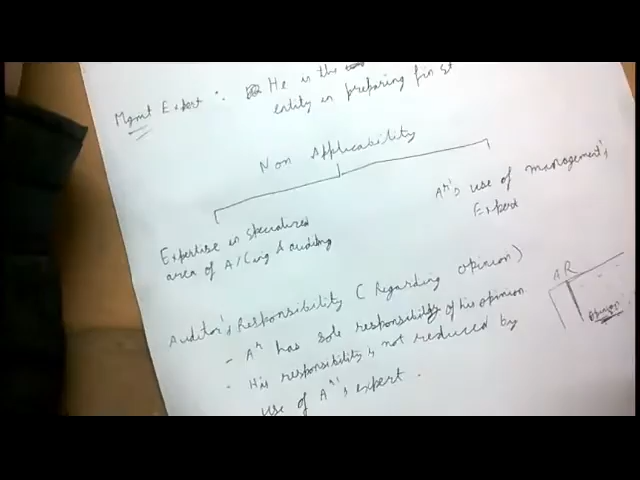 Mgmt Expert : He is the
entity in preparing fin st
Non Applicability
Expertise in specialized
area of A/Cing & auditing
Ar's use of management's
Expert
Auditor's Responsibility ( Regarding opinion )
- Ar has sole responsibility of his opinion
- His responsibility is not reduced by
use of Ar's expert .
AR
opinion